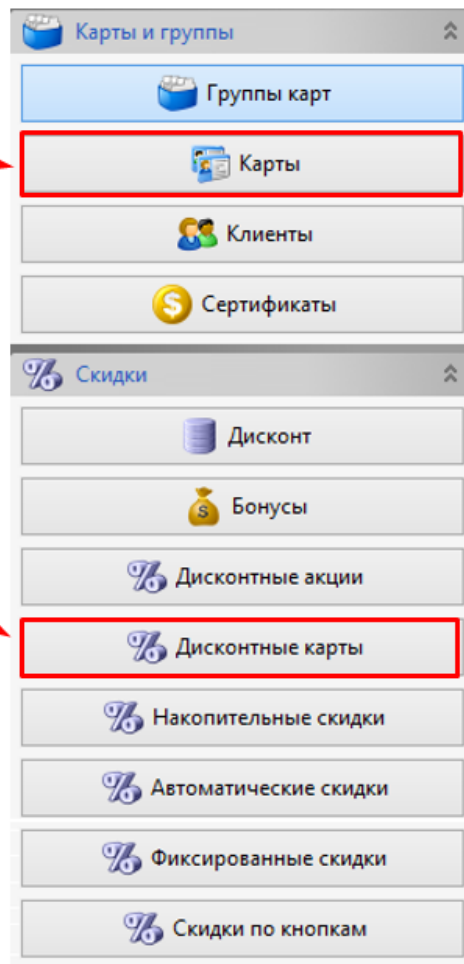 Карты и группы
Группы карт
Карты
Клиенты
Сертификаты
Скидки
Дисконт
Бонусы
Дисконтные акции
Дисконтные карты
Накопительные скидки
Автоматические скидки
Фиксированные скидки
Скидки по кнопкам